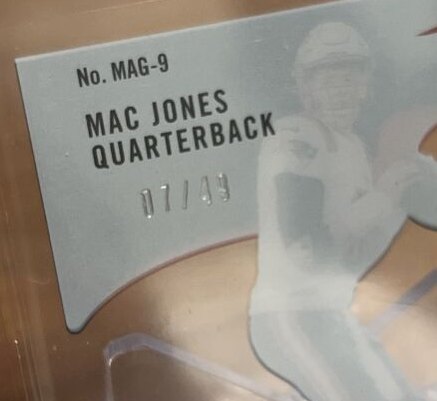 No. MAG-9
MAC JONES
QUARTERBACK
07/49